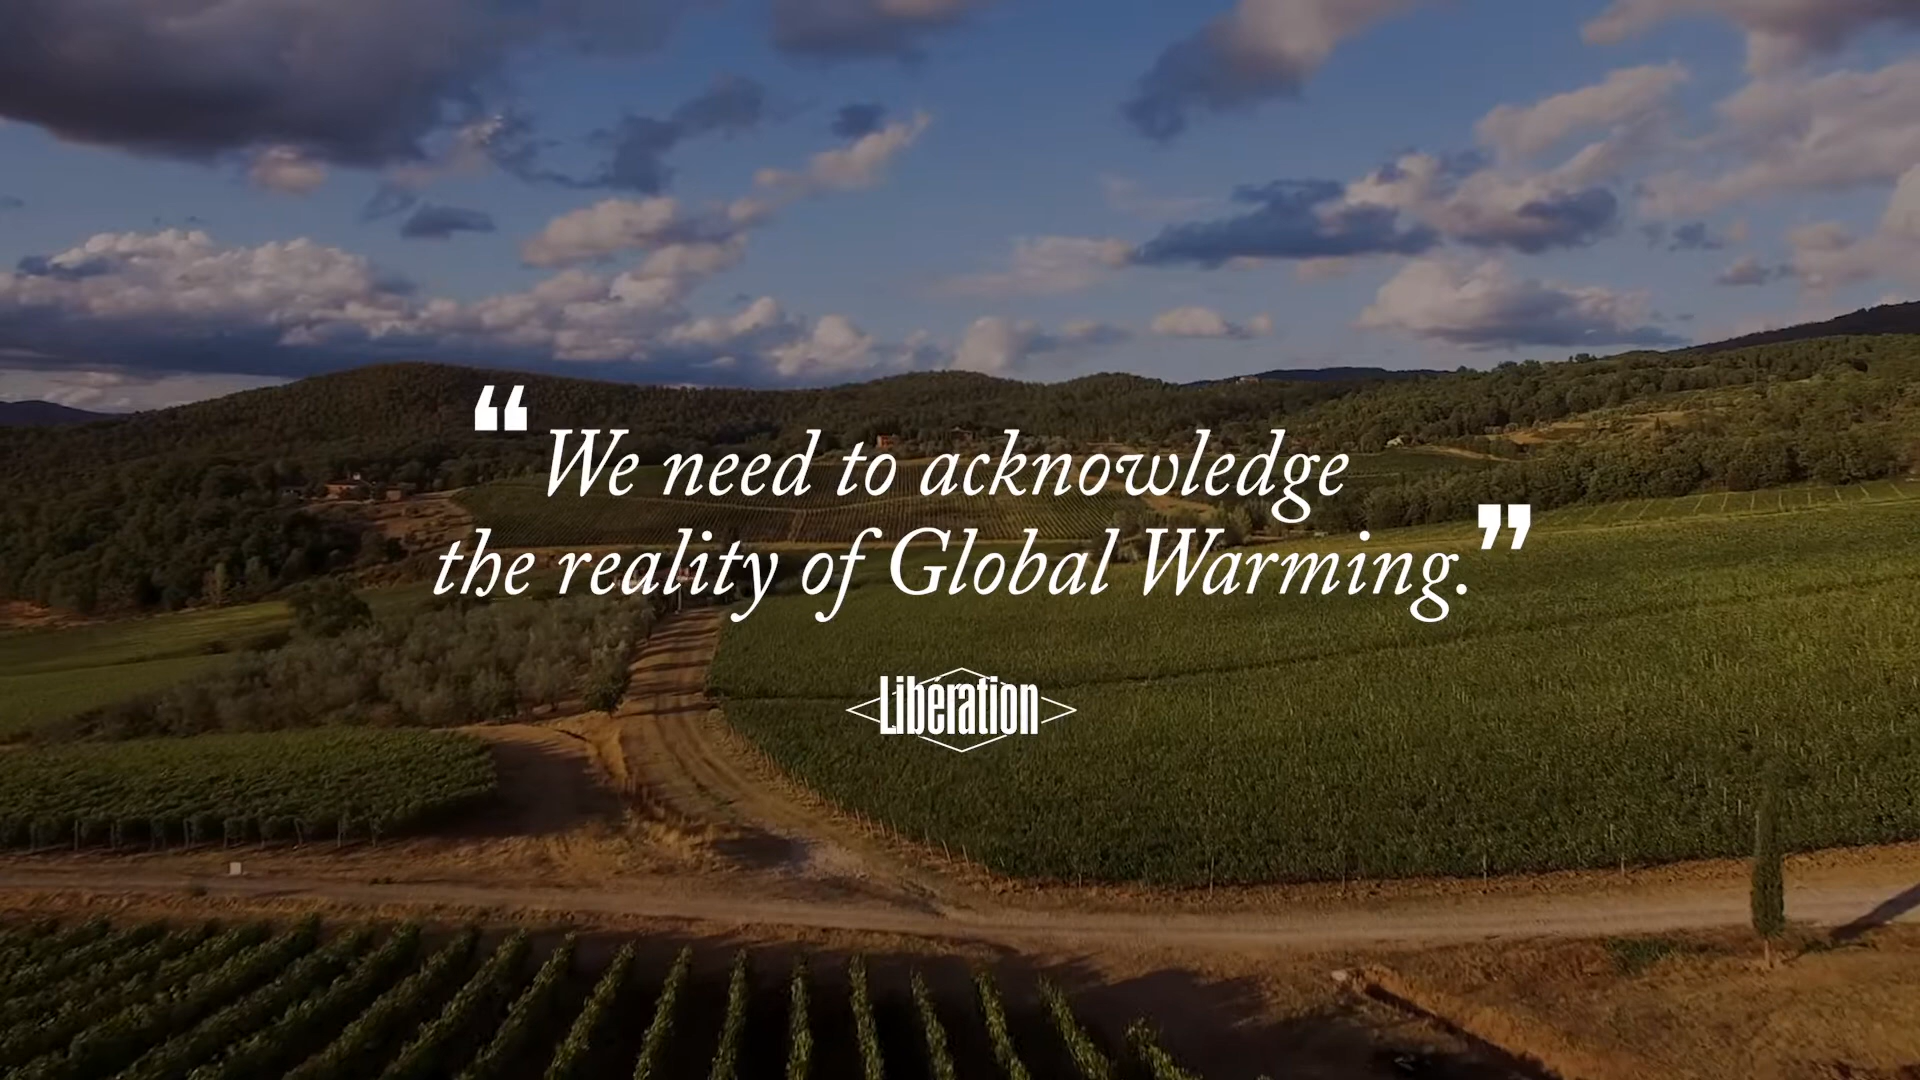 “We need to acknowledge
the reality of Global Warming.”
Libération